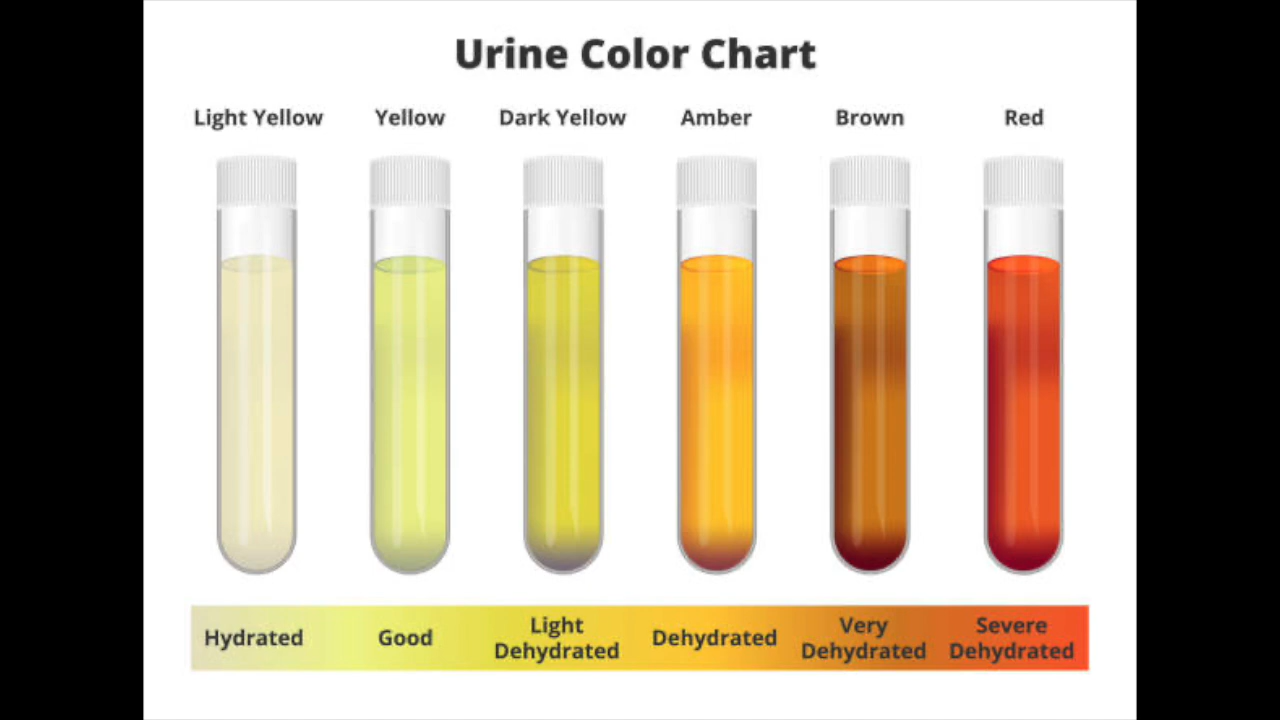 Urine Color Chart
Light Yellow Yellow Dark Yellow Amber Brown Red
Hydrated
Good
Light
Dehydrated
Dehydrated
Very
Dehydrated
Severe
Dehydrated